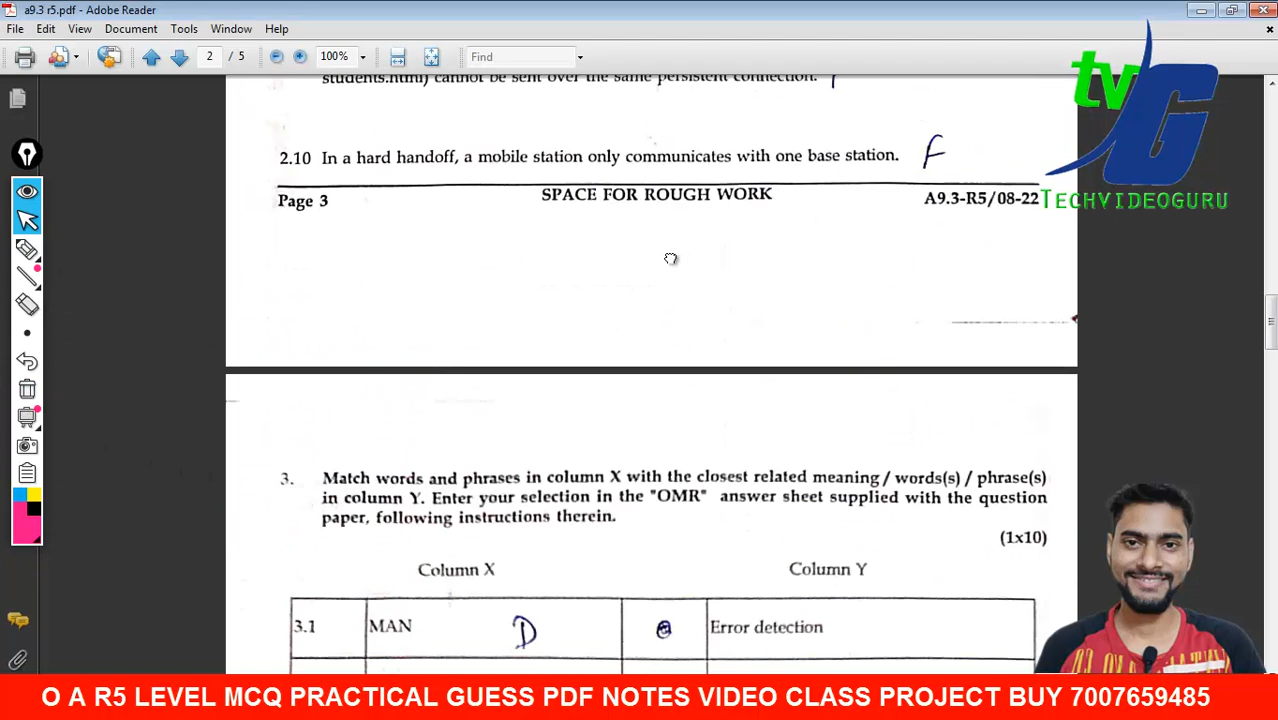 a9.3 r5.pdf - Adobe Reader
File Edit View Document Tools Window Help
2 / 5 100% Find
students.html) cannot be sent over the same persistent connection.
2.10 In a hard handoff, a mobile station only communicates with one base station. F
Page 3 SPACE FOR ROUGH WORK A9.3-R5/08-22
tvG
TECHVIDEOGURU
3. Match words and phrases in column X with the closest related meaning / words(s) / phrase(s)
in column Y. Enter your selection in the "OMR" answer sheet supplied with the question
paper, following instructions therein.
(1x10)
Column X Column Y
3.1 MAN D Error detection
O A R5 LEVEL MCQ PRACTICAL GUESS PDF NOTES VIDEO CLASS PROJECT BUY 7007659485